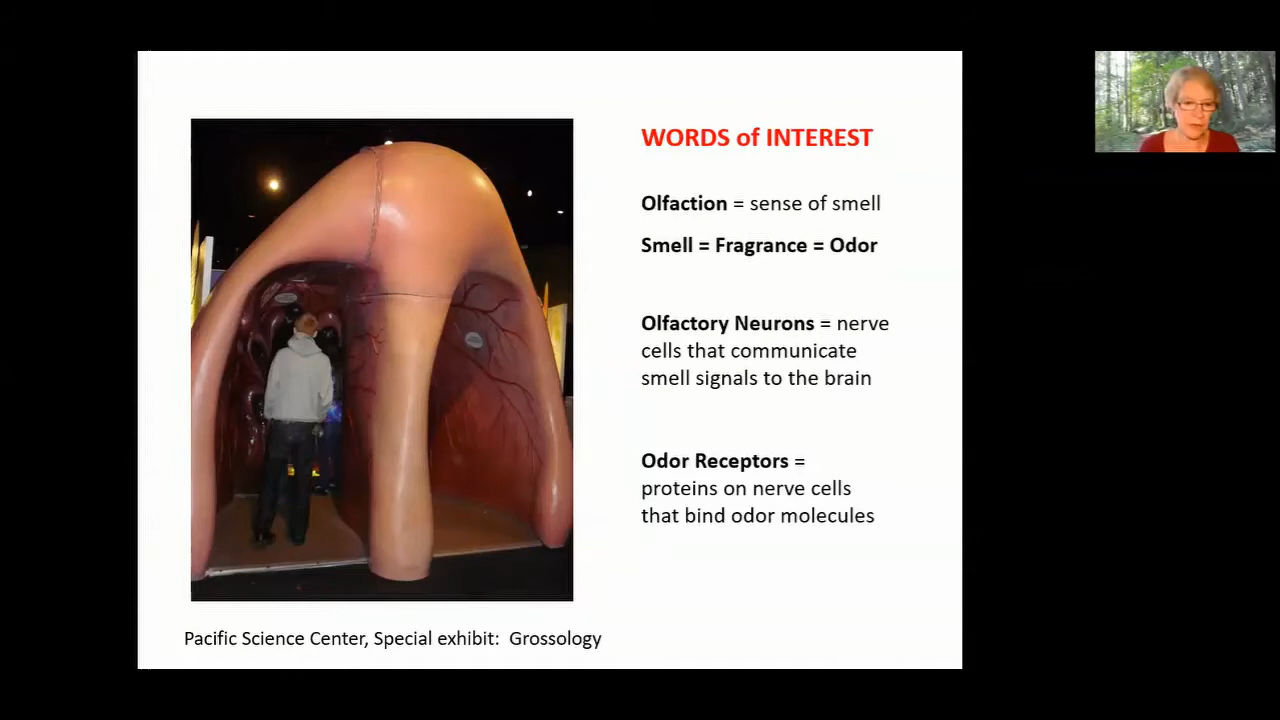 WORDS of INTEREST
Olfaction = sense of smell
Smell = Fragrance = Odor
Olfactory Neurons = nerve
cells that communicate
smell signals to the brain
Odor Receptors =
proteins on nerve cells
that bind odor molecules
Pacific Science Center, Special exhibit: Grossology